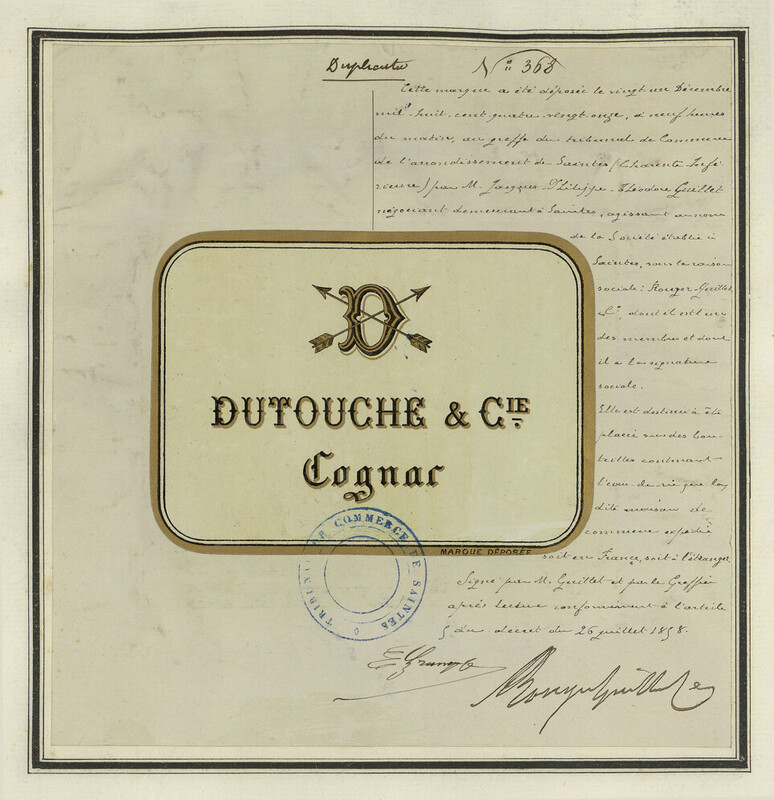 Duplicata
N° 368
Cette marque a été déposée le vingt un Décembre
mil huit cent quatre vingt onze, à neuf heures
du matin, au greffe du tribunal de Commerce
de l'arrondissement de Saintes (Charente Infé
rieure) par M. Jacques Philippe Théodore Guillet
négociant demeurant à Saintes, agissant au nom
de la Société établie à
Saintes, sous la raison
sociale: Rouyer Guillet
Cie, dont il est un
des membres et dont
il a la signature
sociale.
Elle est destinée à être
placée sur des bou-
teilles contenant
l'eau-de-vie que la
dite maison de
commerce expédie
soit en France, soit à l'étranger
Signé par M. Guillet et par le Greffier
après lecture conformément à l'article
5 du decret du 26 juillet 1858.
Rouyer Guillet & Cie
D
DUTOUCHE & CIE
Cognac
MARQUE DÉPOSÉE
TRIBUNAL DE COMMERCE DE SAINTES